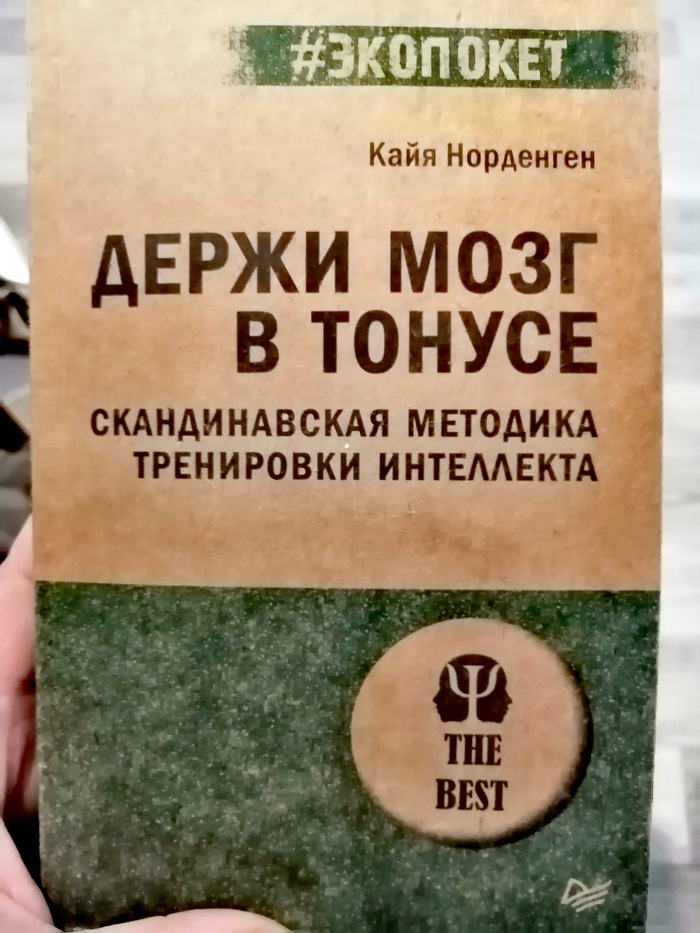 #ЭКОПОКЕТ
Кайя Норденген
ДЕРЖИ МОЗГ
В ТОНУСЕ
СКАНДИНАВСКАЯ МЕТОДИКА
ТРЕНИРОВКИ ИНТЕЛЛЕКТА
Ψ
THE
BEST